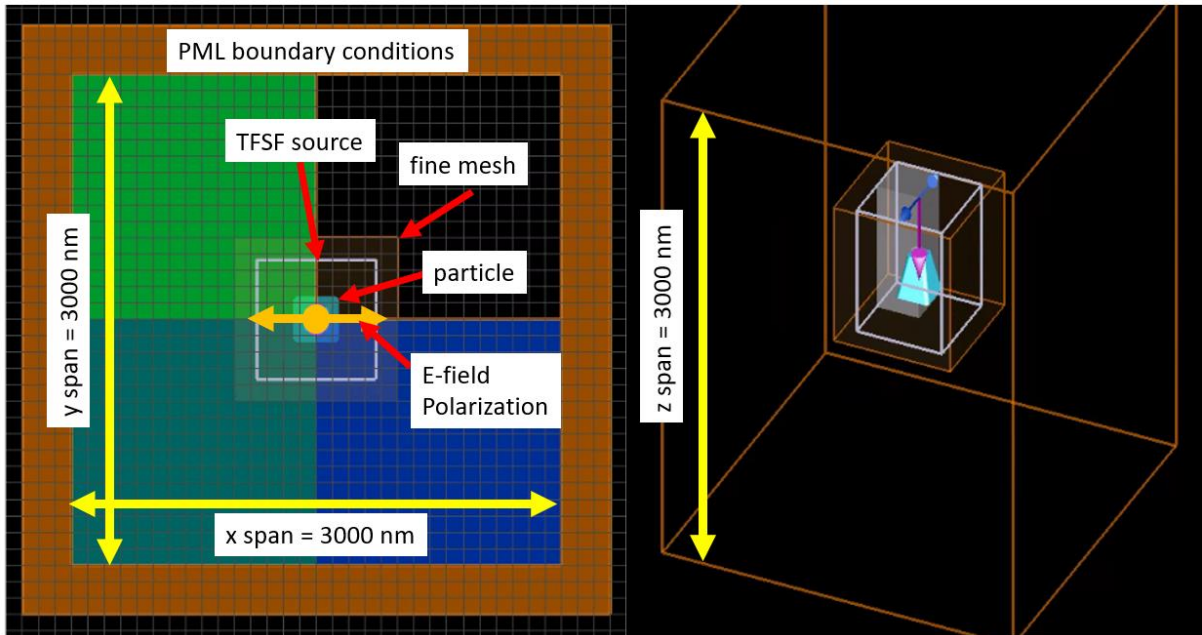 PML boundary conditions
TFSF source
fine mesh
particle
E-field
Polarization
y span = 3000 nm
x span = 3000 nm
z span = 3000 nm